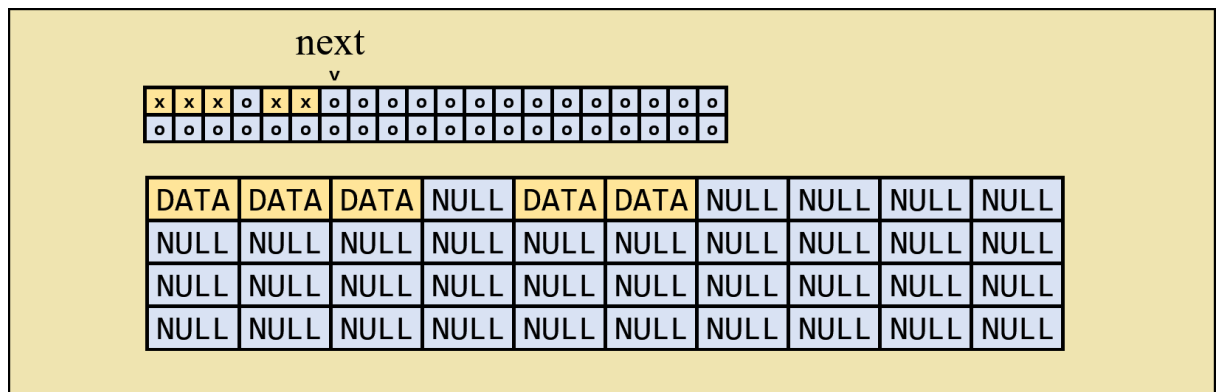 next
v
x x x o x x o o o o o o o o o o o o o o
o o o o o o o o o o o o o o o o o o o o
DATA DATA DATA NULL DATA DATA NULL NULL NULL NULL
NULL NULL NULL NULL NULL NULL NULL NULL NULL NULL
NULL NULL NULL NULL NULL NULL NULL NULL NULL NULL
NULL NULL NULL NULL NULL NULL NULL NULL NULL NULL